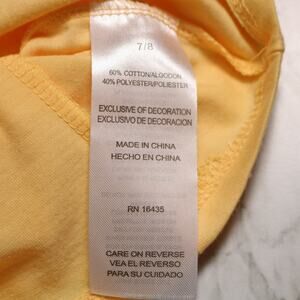 7/8
60% COTTON/ALGODON
40% POLYESTER/POLIESTER
EXCLUSIVE OF DECORATION
EXCLUSIVO DE DECORACION
MADE IN CHINA
HECHO EN CHINA
RN 16435
CARE ON REVERSE
VEA EL REVERSO
PARA SU CUIDADO